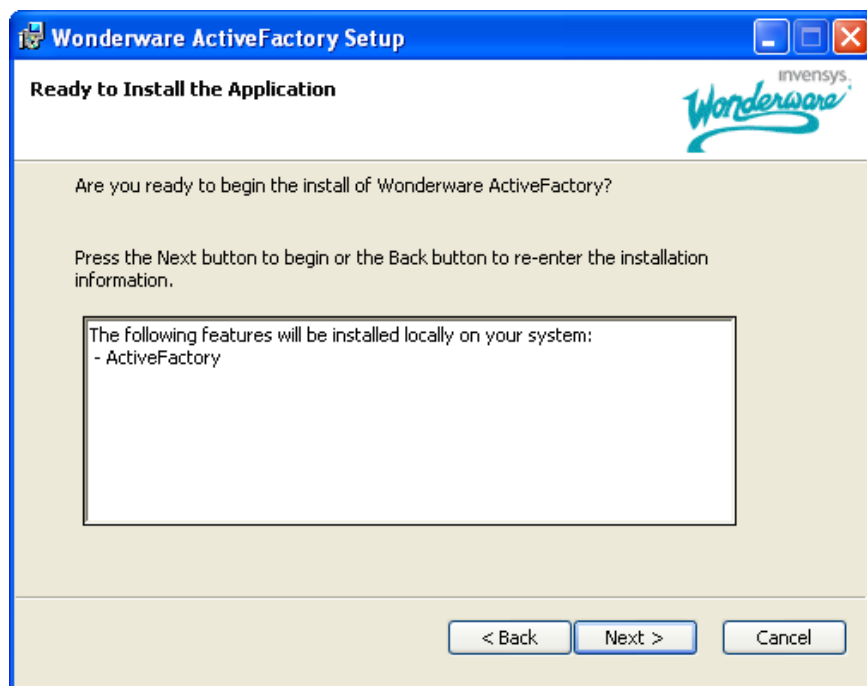 Wonderware ActiveFactory Setup
Ready to Install the Application
invensys.
Wonderware
Are you ready to begin the install of Wonderware ActiveFactory?
Press the Next button to begin or the Back button to re-enter the installation
information.
The following features will be installed locally on your system:
- ActiveFactory
< Back
Next >
Cancel